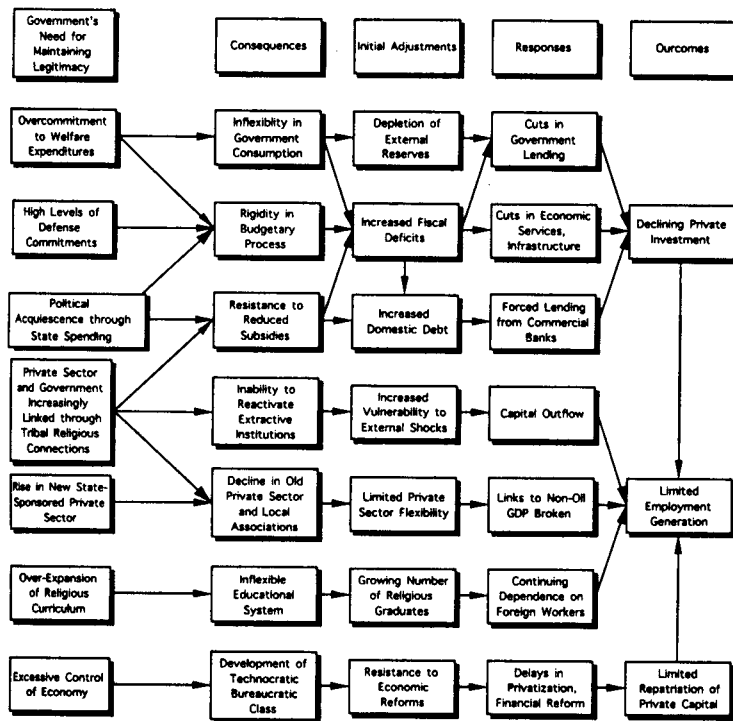 Government's
Need for
Maintaining
Legitimacy
Consequences
Initial Adjustments
Responses
Ourcomes
Overcommitment
to Welfare
Expenditures
Inflexiblity in
Government
Consumption
Depletion of
External
Reserves
Cuts in
Government
Lending
High Levels of
Defense
Commitments
Rigidity in
Budgetary
Process
Increased Fiscal
Deficits
Cuts in Economic
Services,
Infrastructure
Declining Private
Investment
Political
Acquiescence through
State Spending
Resistance to
Reduced
Subsidies
Increased
Domestic Debt
Forced Lending
from Commercial
Banks
Private Sector
and Government
Increasingly
Linked through
Tribal Religious
Connections
Inability to
Reactivate
Extractive
Institutions
Increased
Vulnerability to
External Shocks
Capital Outflow
Rise in New State-
Sponsored Private
Sector
Decline in Old
Private Sector
and Local
Associations
Limited Private
Sector Flexibility
Links to Non-Oil
GDP Broken
Limited
Employment
Generation
Over-Expansion
of Religious
Curriculum
Inflexible
Educational
System
Growing Number
of Religious
Graduates
Continuing
Dependence on
Foreign Workers
Excessive Control
of Economy
Development of
Technocratic
Bureaucratic
Class
Resistance to
Economic
Reforms
Delays in
Privatization,
Financial Reform
Limited
Repatriation of
Private Capital